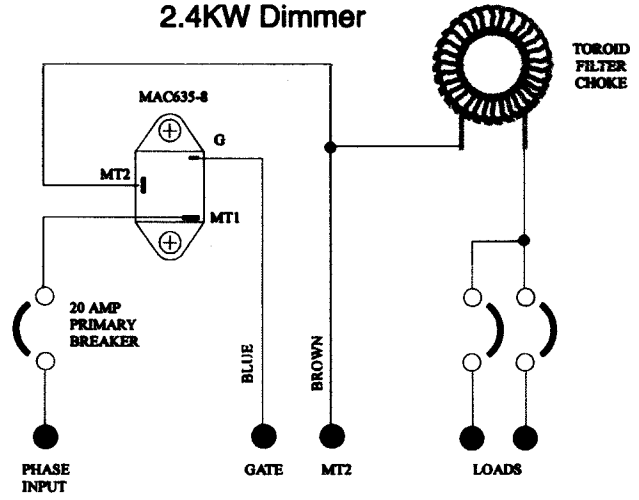 2.4KW Dimmer
TOROID
FILTER
CHOKE
MAC635-8
G
MT2
MT1
20 AMP
PRIMARY
BREAKER
BLUE
BROWN
PHASE
INPUT
GATE
MT2
LOADS